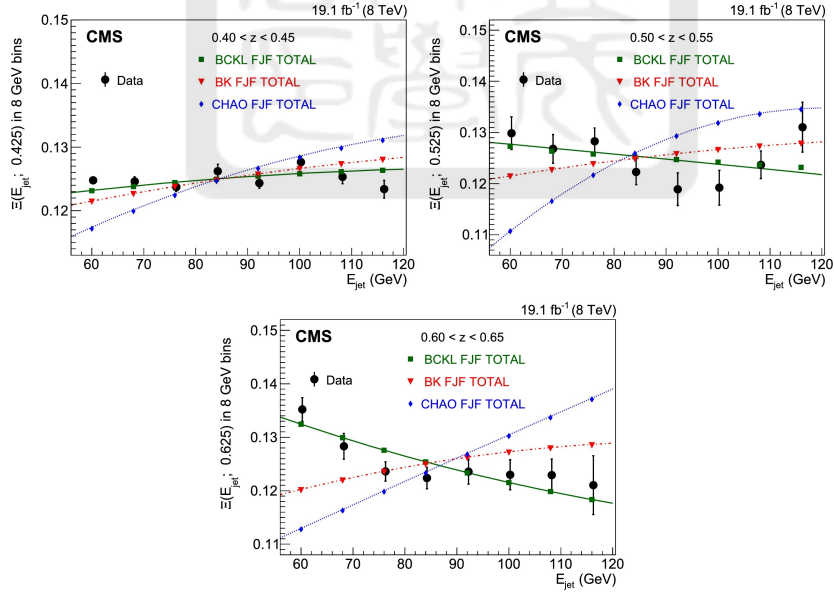 19.1 fb⁻¹ (8 TeV)
0.15
0.14
0.13
0.12
Ξ(E_jet; 0.425) in 8 GeV bins
CMS
0.40 < z < 0.45
BCKL FJF TOTAL
BK FJF TOTAL
CHAO FJF TOTAL
Data
60 70 80 90 100 110 120
E_jet (GeV)
19.1 fb⁻¹ (8 TeV)
0.15
0.14
0.13
0.12
0.11
Ξ(E_jet; 0.525) in 8 GeV bins
CMS
0.50 < z < 0.55
BCKL FJF TOTAL
BK FJF TOTAL
CHAO FJF TOTAL
Data
60 70 80 90 100 110 120
E_jet (GeV)
19.1 fb⁻¹ (8 TeV)
0.15
0.14
0.13
0.12
0.11
Ξ(E_jet; 0.625) in 8 GeV bins
CMS
0.60 < z < 0.65
BCKL FJF TOTAL
BK FJF TOTAL
CHAO FJF TOTAL
Data
60 70 80 90 100 110 120
E_jet (GeV)